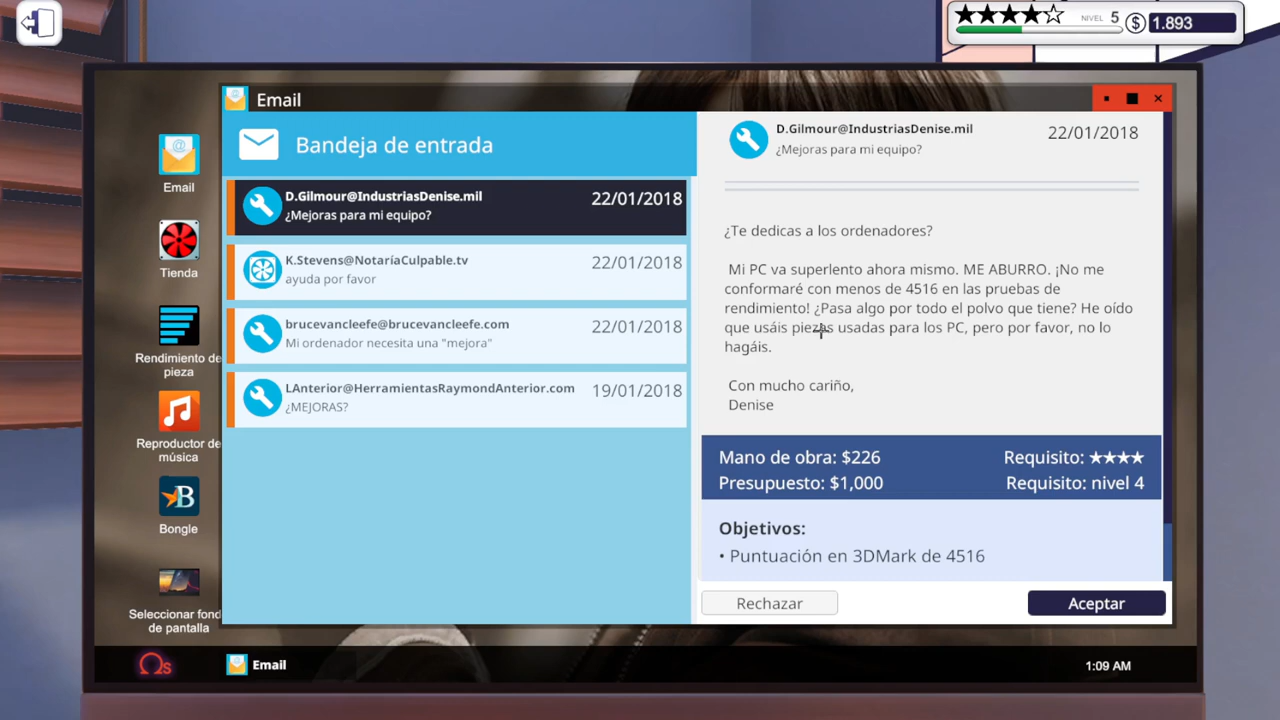 NIVEL 5 $ 1.893
Email
Bandeja de entrada
D.Gilmour@IndustriasDenise.mil 22/01/2018
¿Mejoras para mi equipo?
K.Stevens@NotaríaCulpable.tv 22/01/2018
ayuda por favor
brucevancleefe@brucevancleefe.com 22/01/2018
Mi ordenador necesita una "mejora"
LAnterior@HerramientasRaymondAnterior.com 19/01/2018
¿MEJORAS?
D.Gilmour@IndustriasDenise.mil 22/01/2018
¿Mejoras para mi equipo?
¿Te dedicas a los ordenadores?
Mi PC va superlento ahora mismo. ME ABURRO. ¡No me
conformaré con menos de 4516 en las pruebas de
rendimiento! ¿Pasa algo por todo el polvo que tiene? He oído
que usáis piezas usadas para los PC, pero por favor, no lo
hagáis.
Con mucho cariño,
Denise
Mano de obra: $226 Requisito: ★★★★
Presupuesto: $1,000 Requisito: nivel 4
Objetivos:
• Puntuación en 3DMark de 4516
Rechazar Aceptar
Email
Tienda
Rendimiento de
pieza
Reproductor de
música
B
Bongle
Seleccionar fond
de pantalla
Ωs Email 1:09 AM